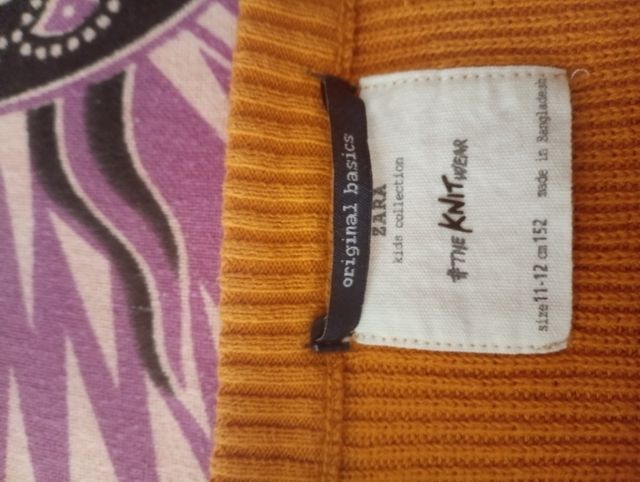 original basics
ZARA
kids collection
#THE KNIT WEAR
size 11-12 cm 152 made in Bangladesh